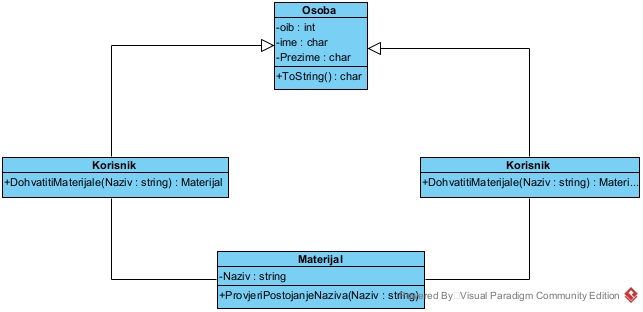 Osoba
-oib : int
-ime : char
-Prezime : char
+ToString() : char
Korisnik
+DohvatitiMaterijale(Naziv : string) : Materijal
Korisnik
+DohvatitiMaterijale(Naziv : string) : Materi...
Materijal
-Naziv : string
+ProvjeriPostojanjeNaziva(Naziv : string)
Powered By Visual Paradigm Community Edition